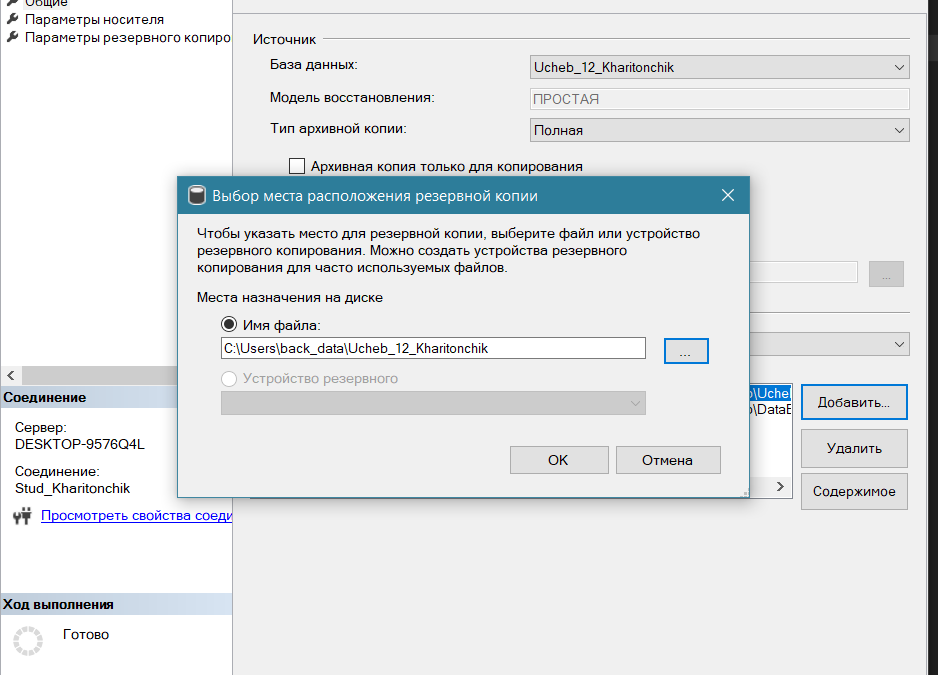 Общие
Параметры носителя
Параметры резервного копиро
Источник
База данных:
Ucheb_12_Kharitonchik
Модель восстановления:
ПРОСТАЯ
Тип архивной копии:
Полная
Архивная копия только для копирования
Выбор места расположения резервной копии
Чтобы указать место для резервной копии, выберите файл или устройство
резервного копирования. Можно создать устройства резервного
копирования для часто используемых файлов.
Места назначения на диске
Имя файла:
C:\Users\back_data\Ucheb_12_Kharitonchik
...
Устройство резервного
OK
Отмена
...
\Ucheb
\DataB
Добавить...
Удалить
Содержимое
Соединение
Сервер:
DESKTOP-9576Q4L
Соединение:
Stud_Kharitonchik
Просмотреть свойства соеди
Ход выполнения
Готово